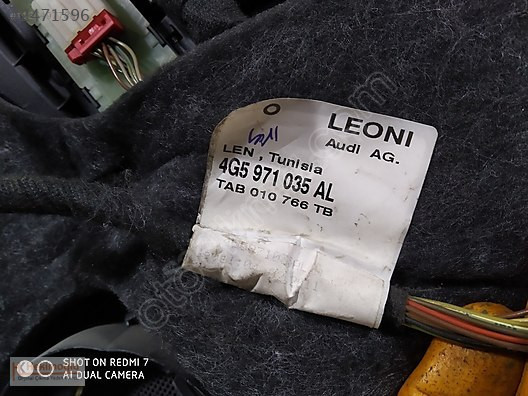 471596
LEONI
Audi AG.
LEN, Tunisia
4G5 971 035 AL
TAB 010 766 TB
SHOT ON REDMI 7
AI DUAL CAMERA